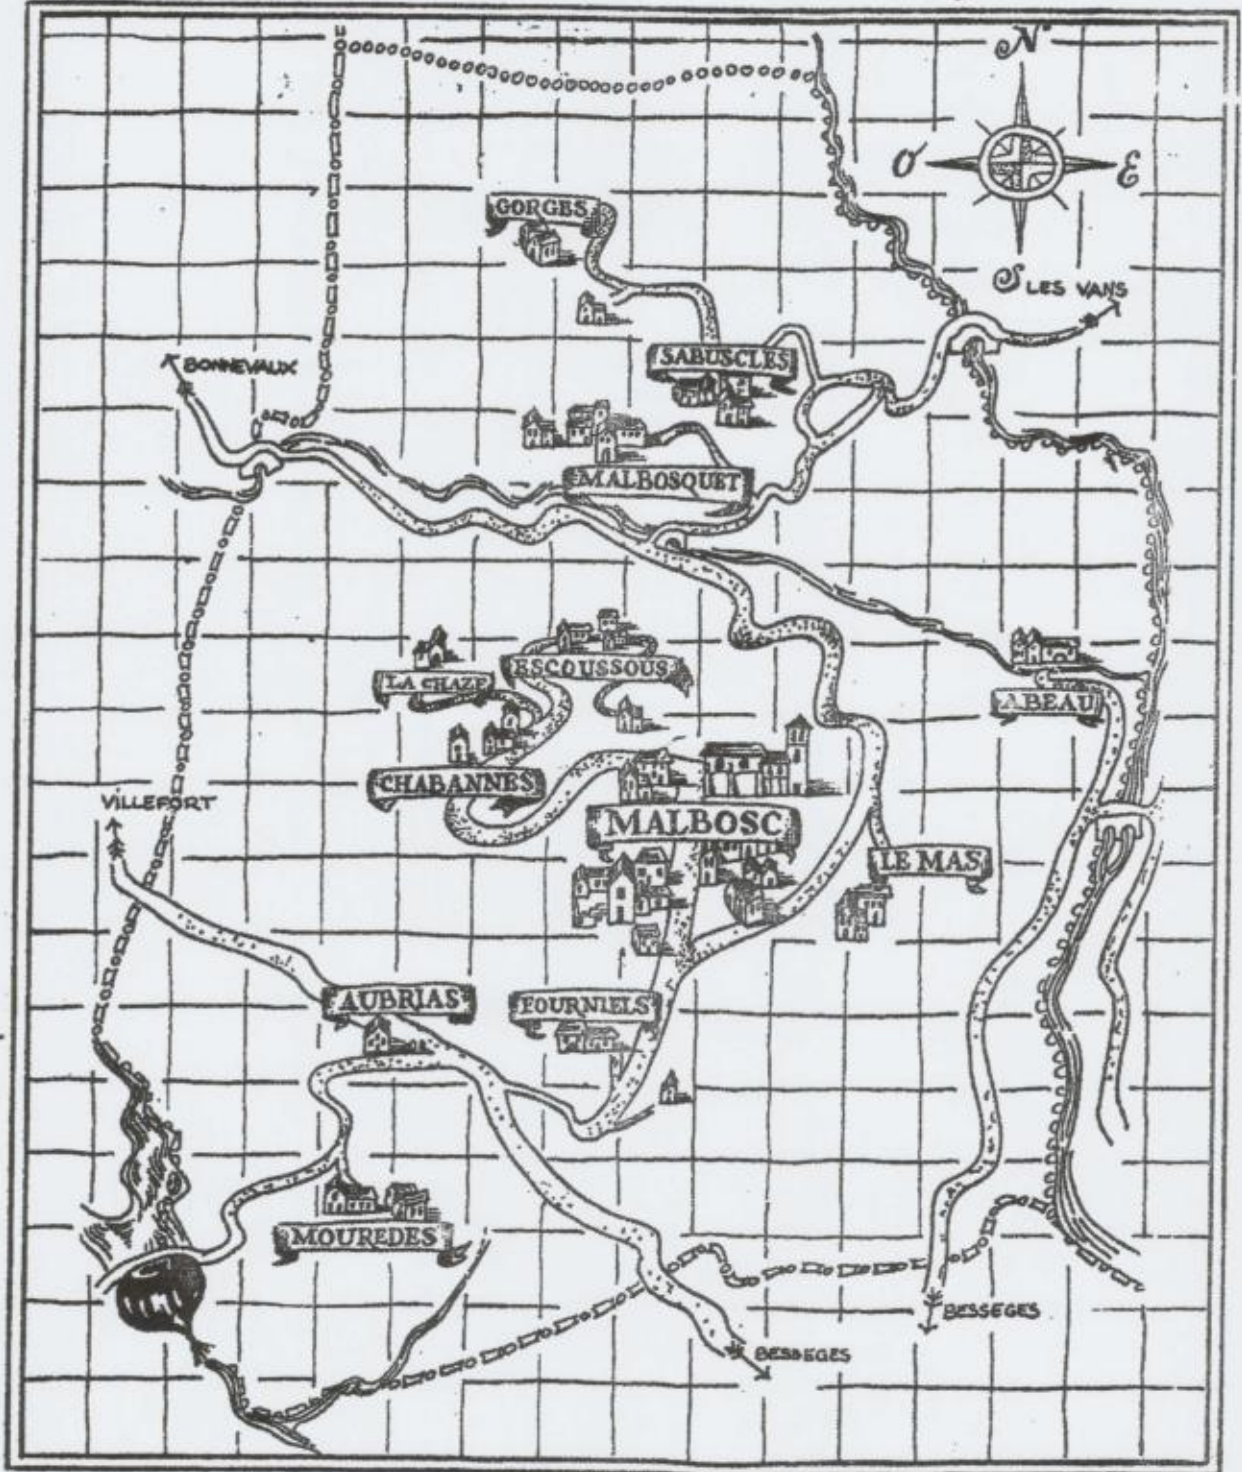 N
O
E
S
LES VANS
GORGES
SABUSCLES
BONNEVAUX
MALBOSQUET
ESCOUSSOUS
LA CHAZE
ABEAU
CHABANNES
VILLEFORT
MALBOSC
LE MAS
AUBRIAS
FOURNIELS
MOUREDES
BESSEGES
BESSEGES